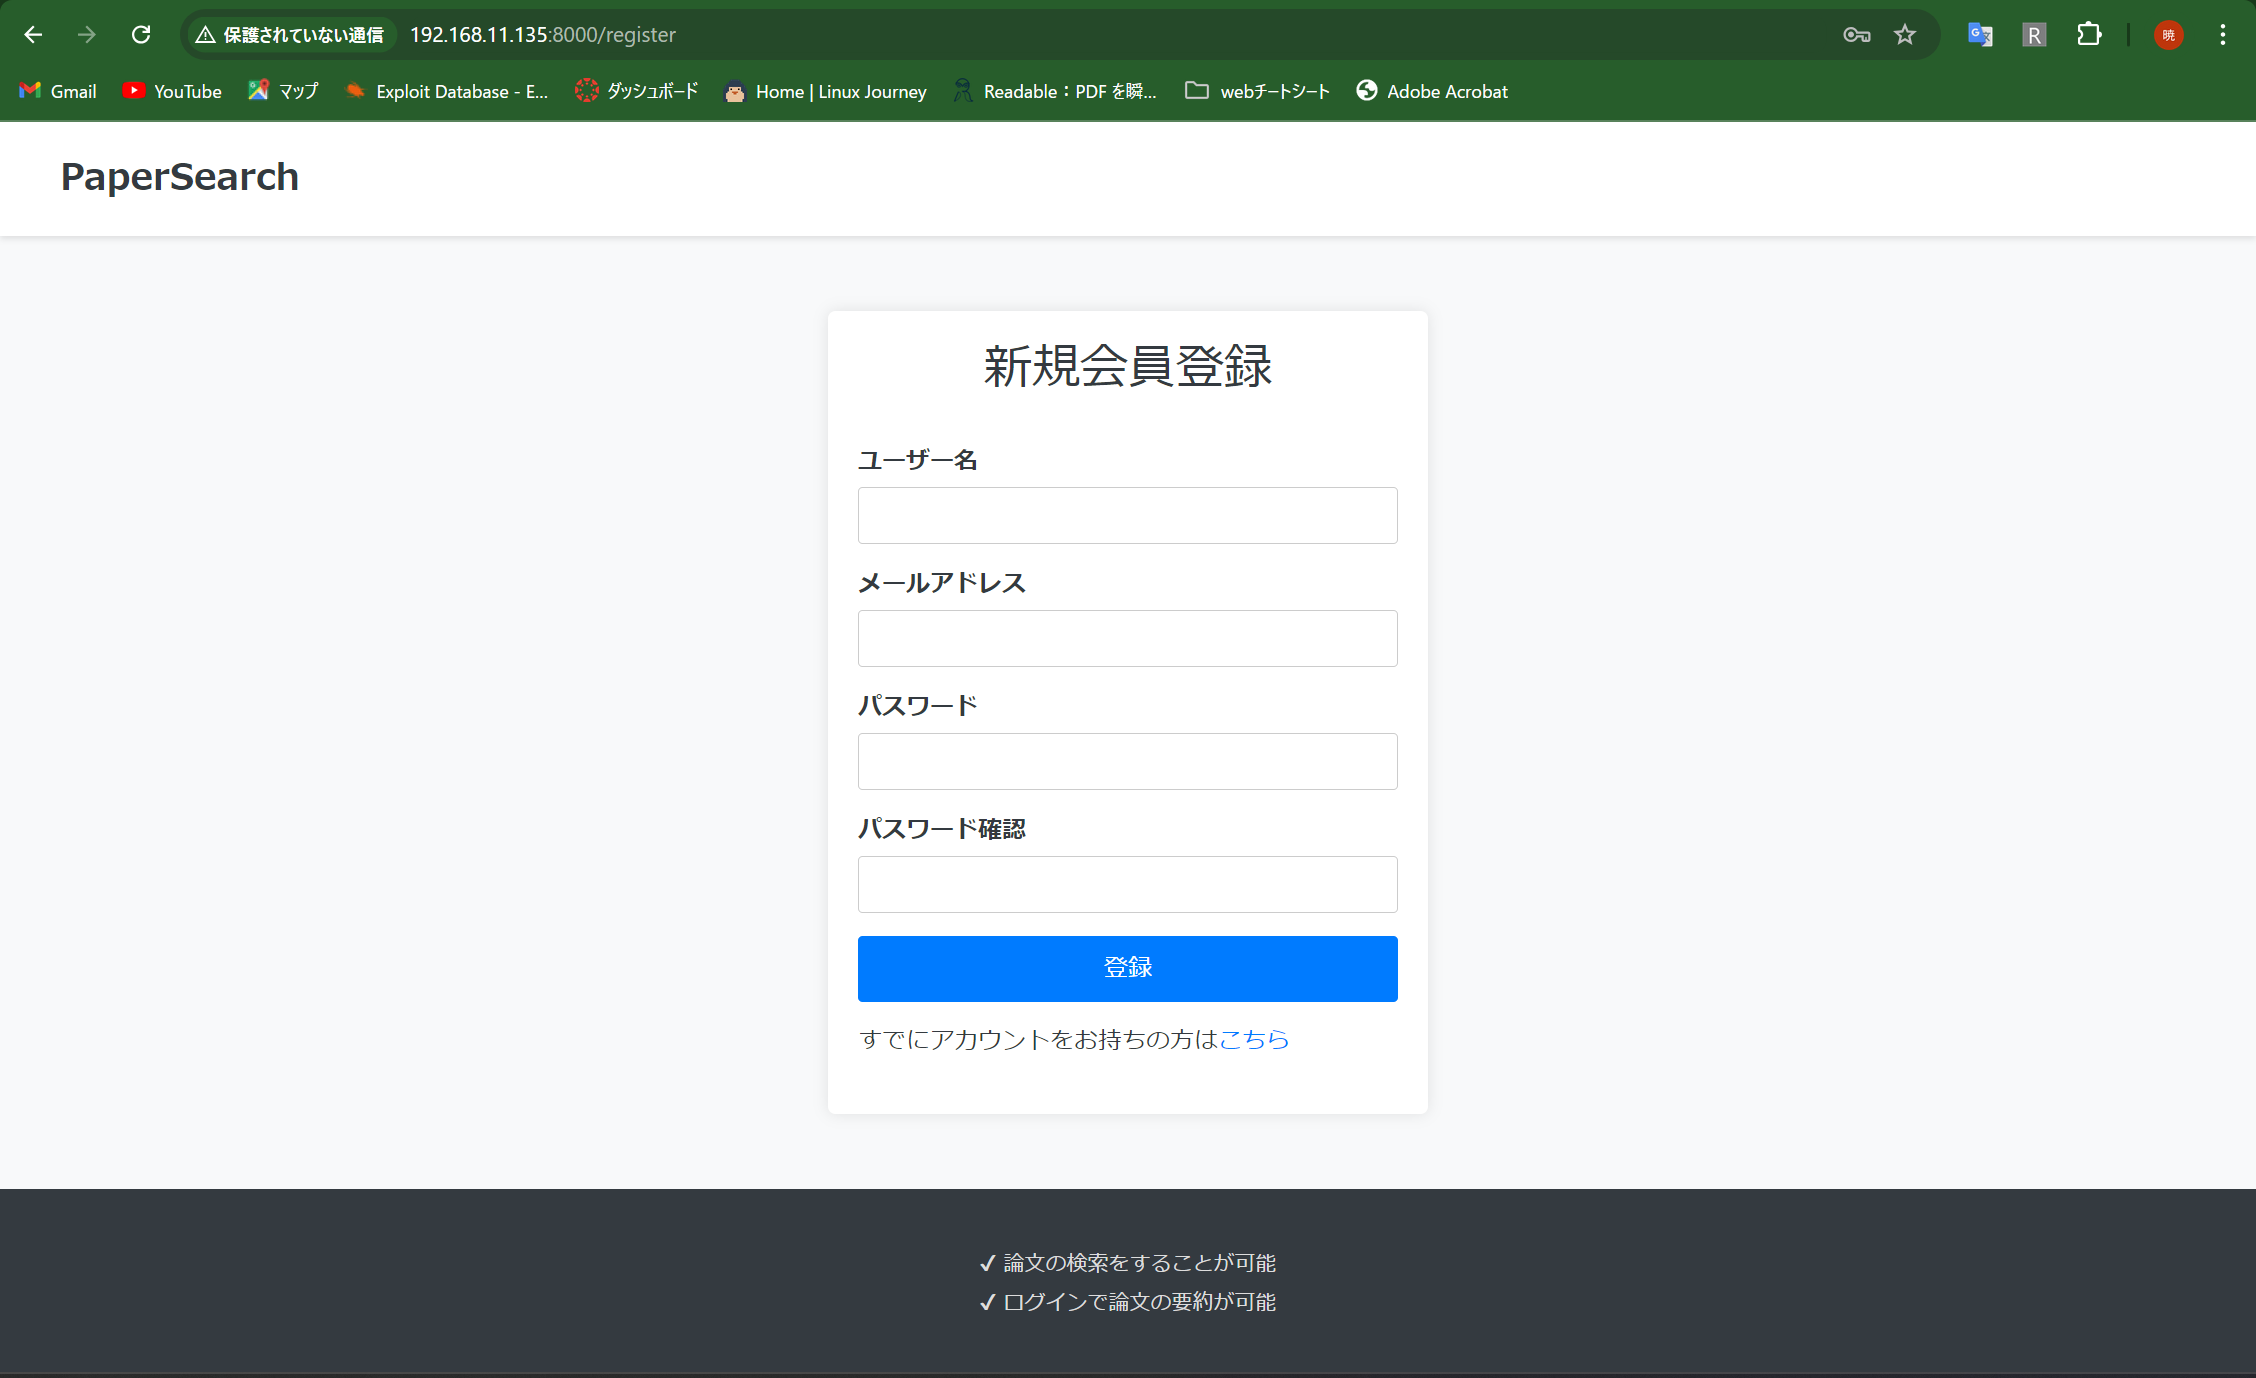 保護されていない通信 192.168.11.135:8000/register
R 暁
Gmail YouTube マップ Exploit Database - E... ダッシュボード Home | Linux Journey Readable：PDF を瞬... webチートシート Adobe Acrobat
PaperSearch
新規会員登録
ユーザー名
メールアドレス
パスワード
パスワード確認
登録
すでにアカウントをお持ちの方はこちら
✓ 論文の検索をすることが可能
✓ ログインで論文の要約が可能